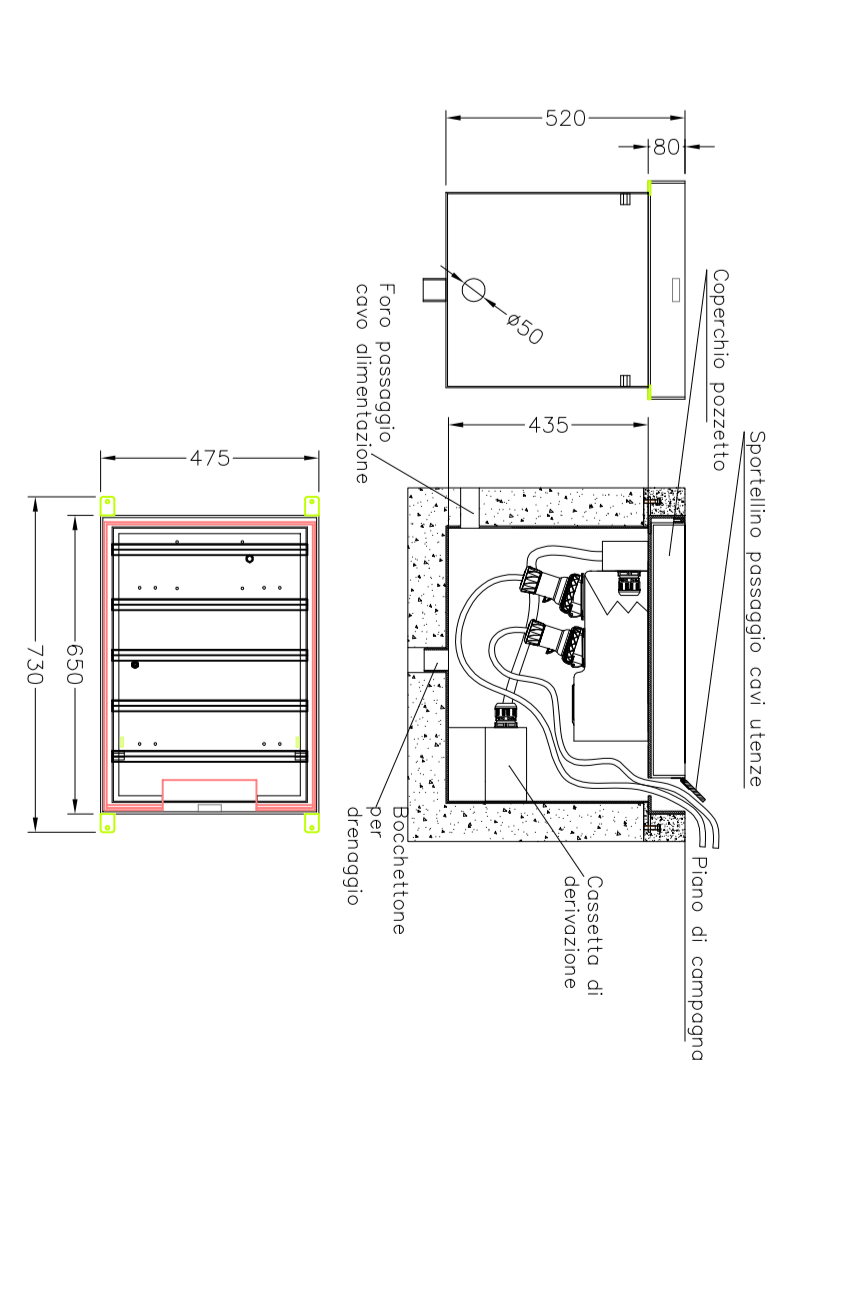 520
80
ø50
Coperchio pozzetto
Sportellino passaggio cavi utenze
Foro passaggio
cavo alimentazione
435
475
650
730
Bocchettone
per
drenaggio
Cassetta di
derivazione
Piano di campagna